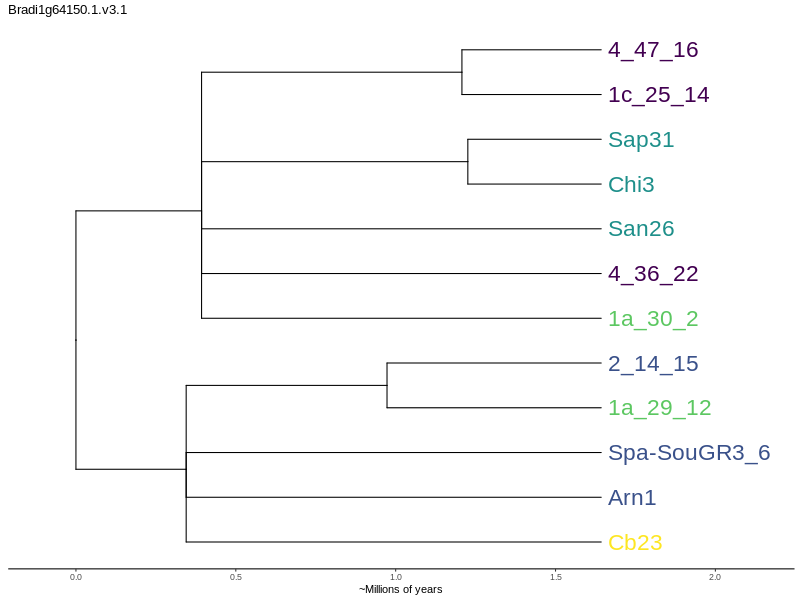 Bradi1g64150.1.v3.1
4_47_16
1c_25_14
Sap31
Chi3
San26
4_36_22
1a_30_2
2_14_15
1a_29_12
Spa-SouGR3_6
Arn1
Cb23
0.0 0.5 1.0 1.5 2.0
~Millions of years